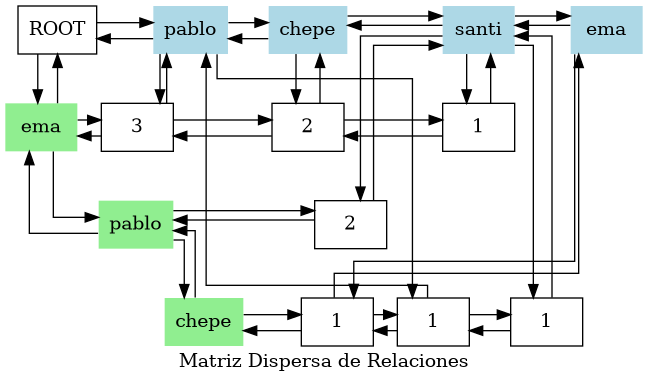 ROOT pablo chepe santi ema
ema 3 2 1
pablo 2
chepe 1 1 1
Matriz Dispersa de Relaciones